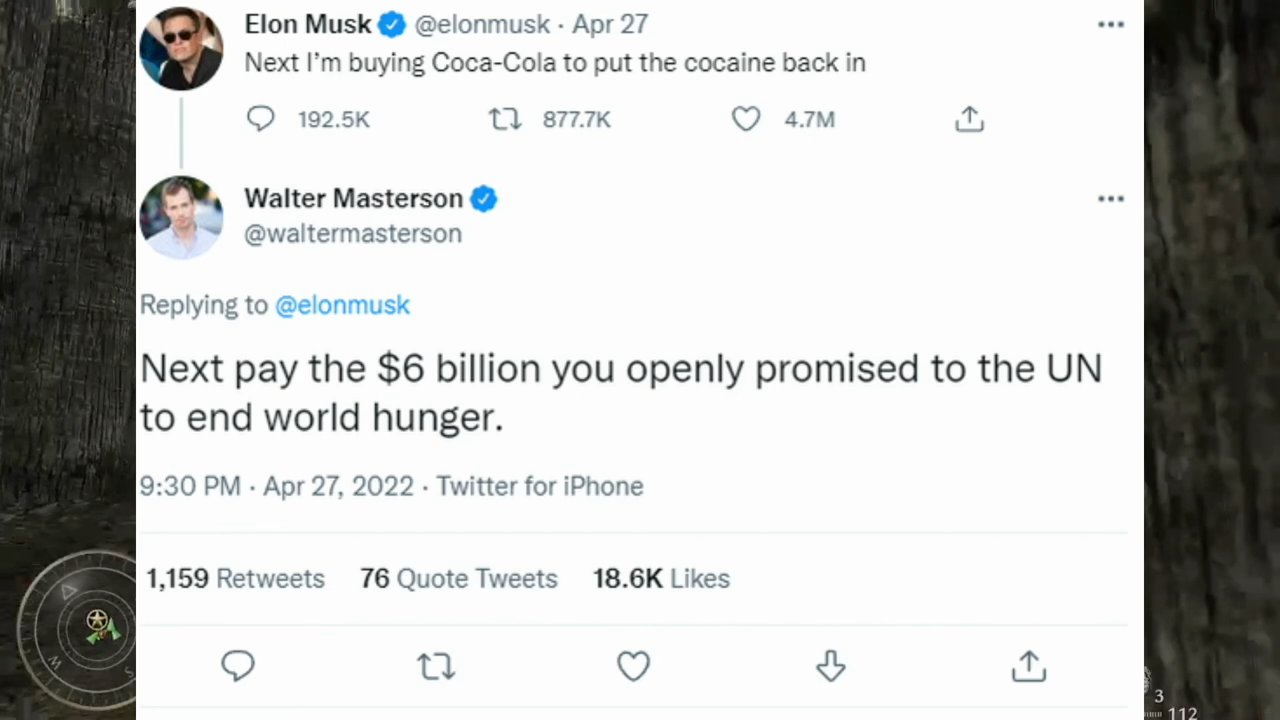 Elon Musk @elonmusk · Apr 27
Next I'm buying Coca-Cola to put the cocaine back in
192.5K 877.7K 4.7M
Walter Masterson
@waltermasterson
Replying to @elonmusk
Next pay the $6 billion you openly promised to the UN
to end world hunger.
9:30 PM · Apr 27, 2022 · Twitter for iPhone
1,159 Retweets 76 Quote Tweets 18.6K Likes
W S
3
112